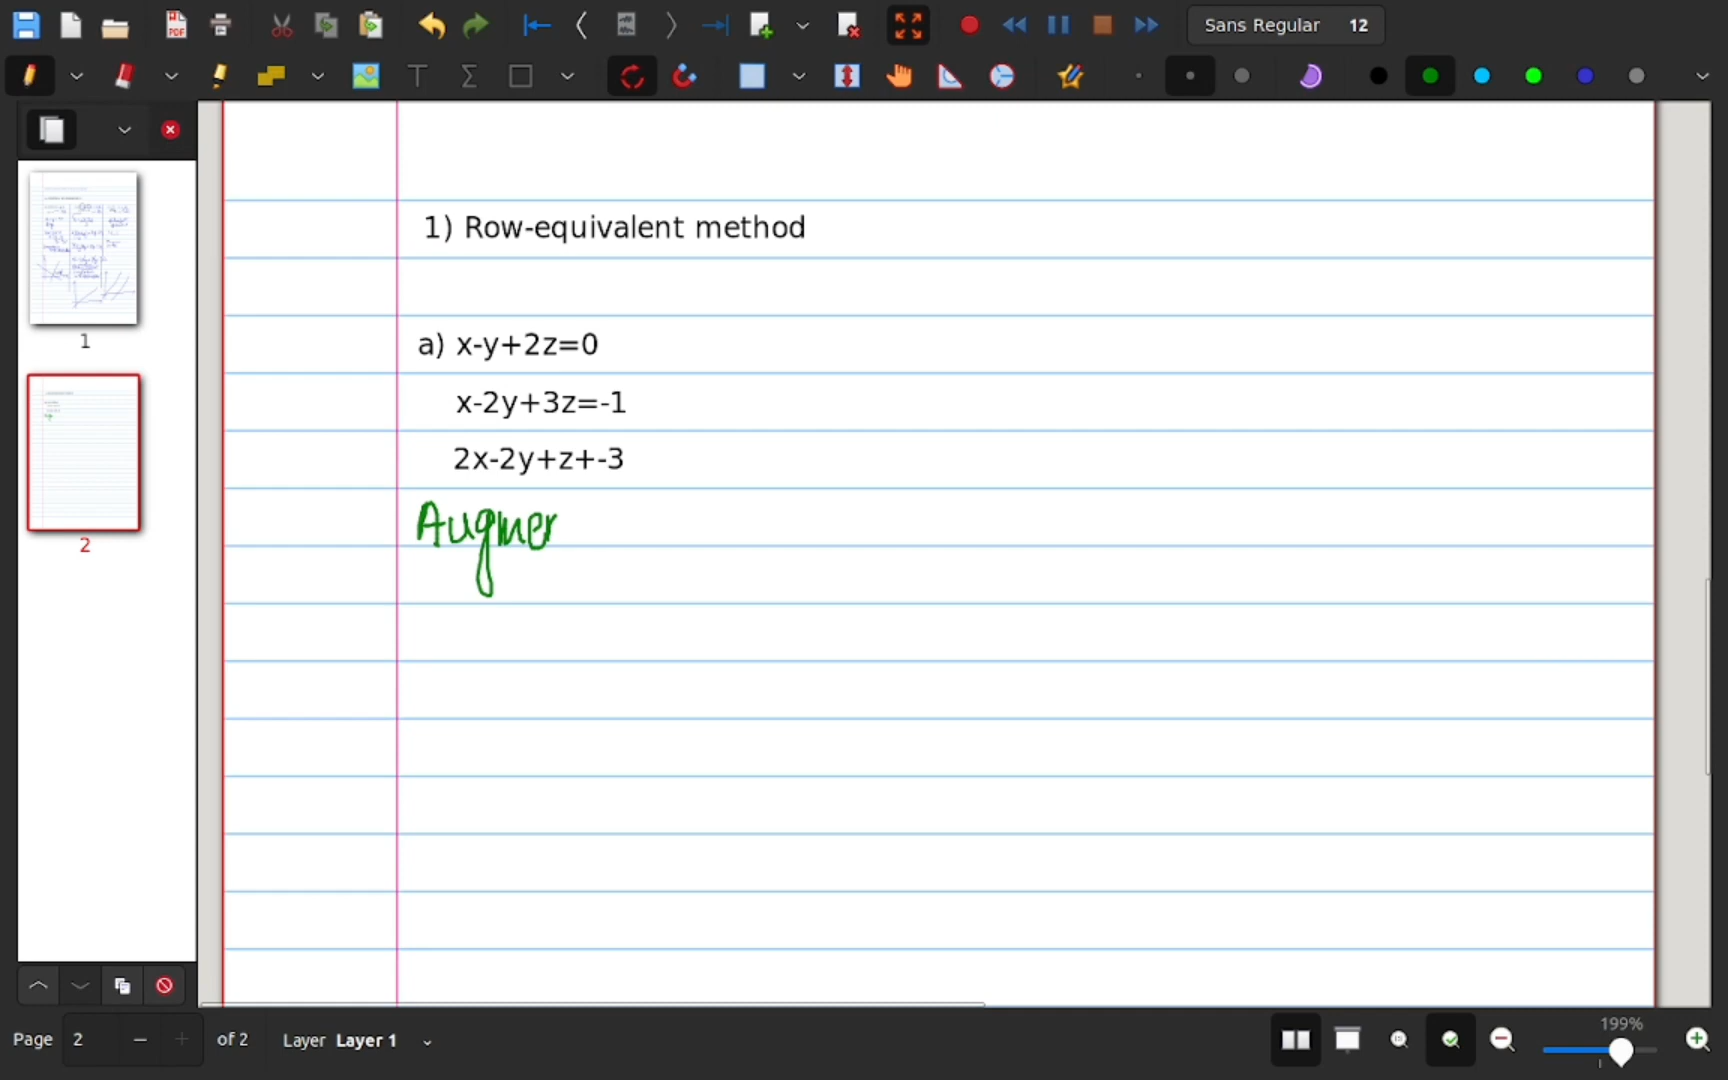 Sans Regular 12
1
2
1) Row-equivalent method
a) x-y+2z=0
x-2y+3z=-1
2x-2y+z+-3
Augmer
Page 2 of 2 Layer Layer 1
199%